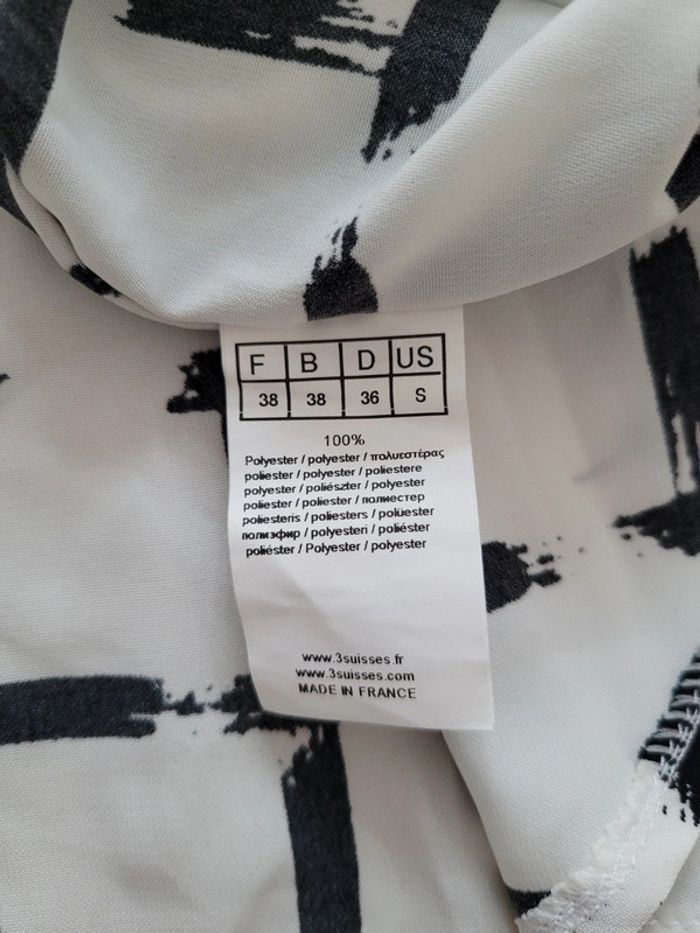 F B D US
38 38 36 S
100%
Polyester / polyester / πολυεστέρας
poliester / polyester / poliestere
polyester / poliészter / polyester
poliester / poliester / полиестер
poliesteris / poliesters / polüester
полиэфир / polyesteri / poliéster
poliéster / Polyester / polyester
www.3suisses.fr
www.3suisses.com
MADE IN FRANCE